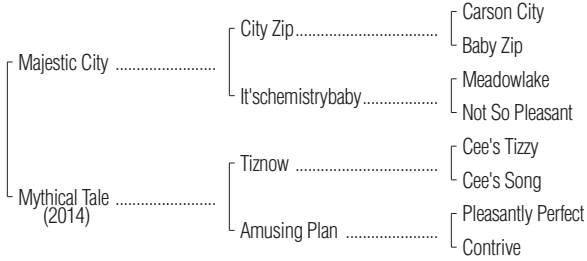 Carson City
City Zip..............................................
Baby Zip
Majestic City ........................
Meadowlake
It'schemistrybaby..................
Not So Pleasant
Cee's Tizzy
Tiznow ..................................
Cee's Song
Mythical Tale ........................
(2014)
Pleasantly Perfect
Amusing Plan ......................
Contrive